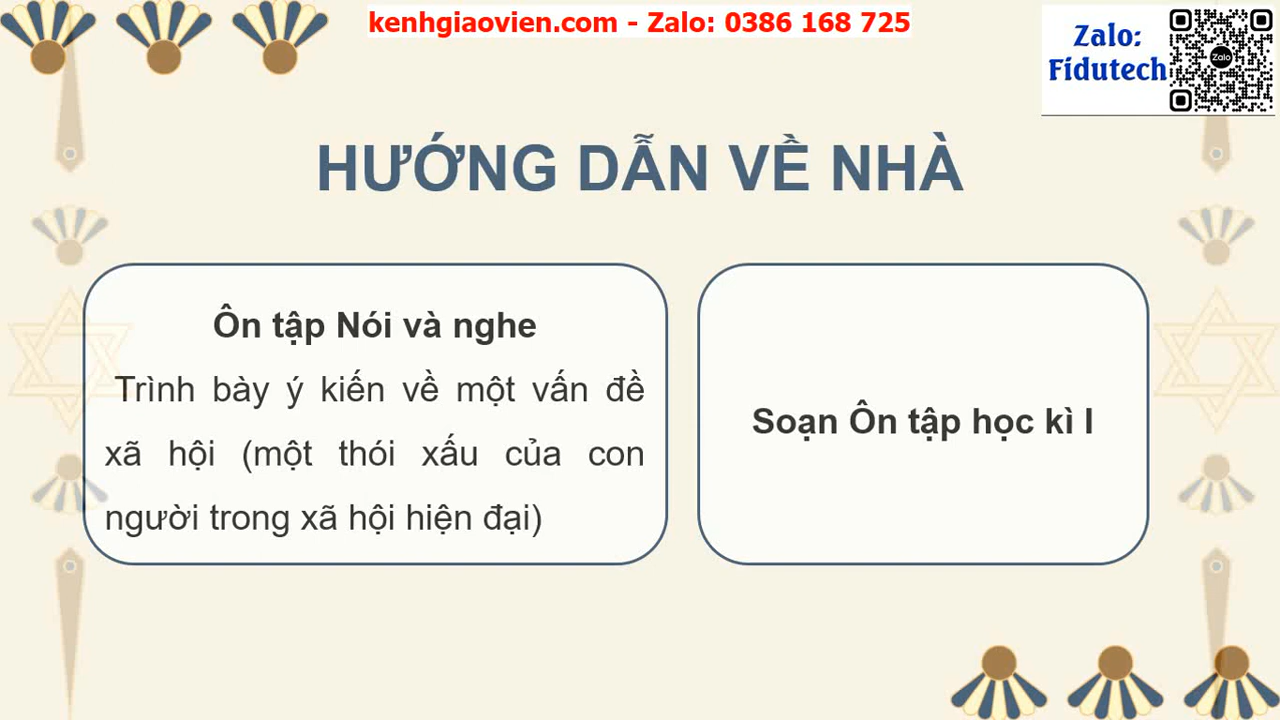 kenhgiaovien.com - Zalo: 0386 168 725
Zalo:
Fidutech
Zalo
HƯỚNG DẪN VỀ NHÀ
Ôn tập Nói và nghe
Trình bày ý kiến về một vấn đề
xã hội (một thói xấu của con
người trong xã hội hiện đại)
Soạn Ôn tập học kì I